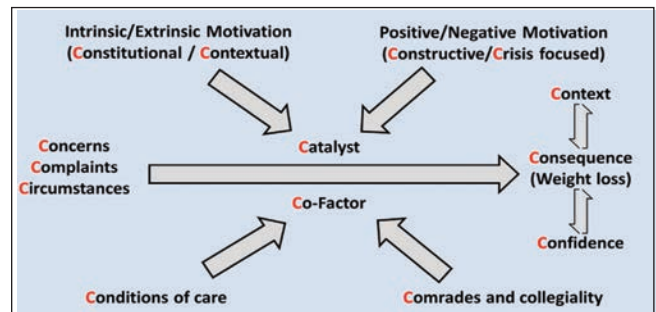 Intrinsic/Extrinsic Motivation
(Constitutional / Contextual)
Positive/Negative Motivation
(Constructive/Crisis focused)
Context
Concerns
Complaints
Circumstances
Catalyst
Consequence
(Weight loss)
Co-Factor
Confidence
Conditions of care
Comrades and collegiality